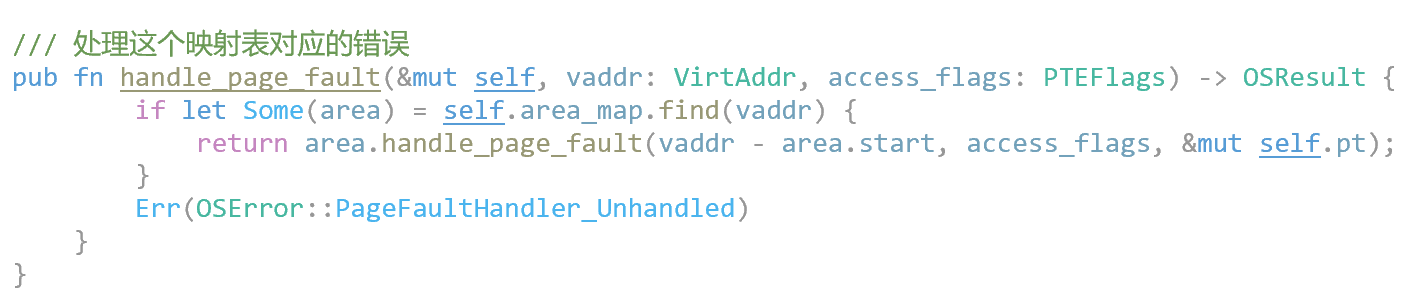 /// 处理这个映射表对应的错误
pub fn handle_page_fault(&mut self, vaddr: VirtAddr, access_flags: PTEFlags) -> OSResult {
        if let Some(area) = self.area_map.find(vaddr) {
            return area.handle_page_fault(vaddr - area.start, access_flags, &mut self.pt);
        }
        Err(OSError::PageFaultHandler_Unhandled)
    }
}